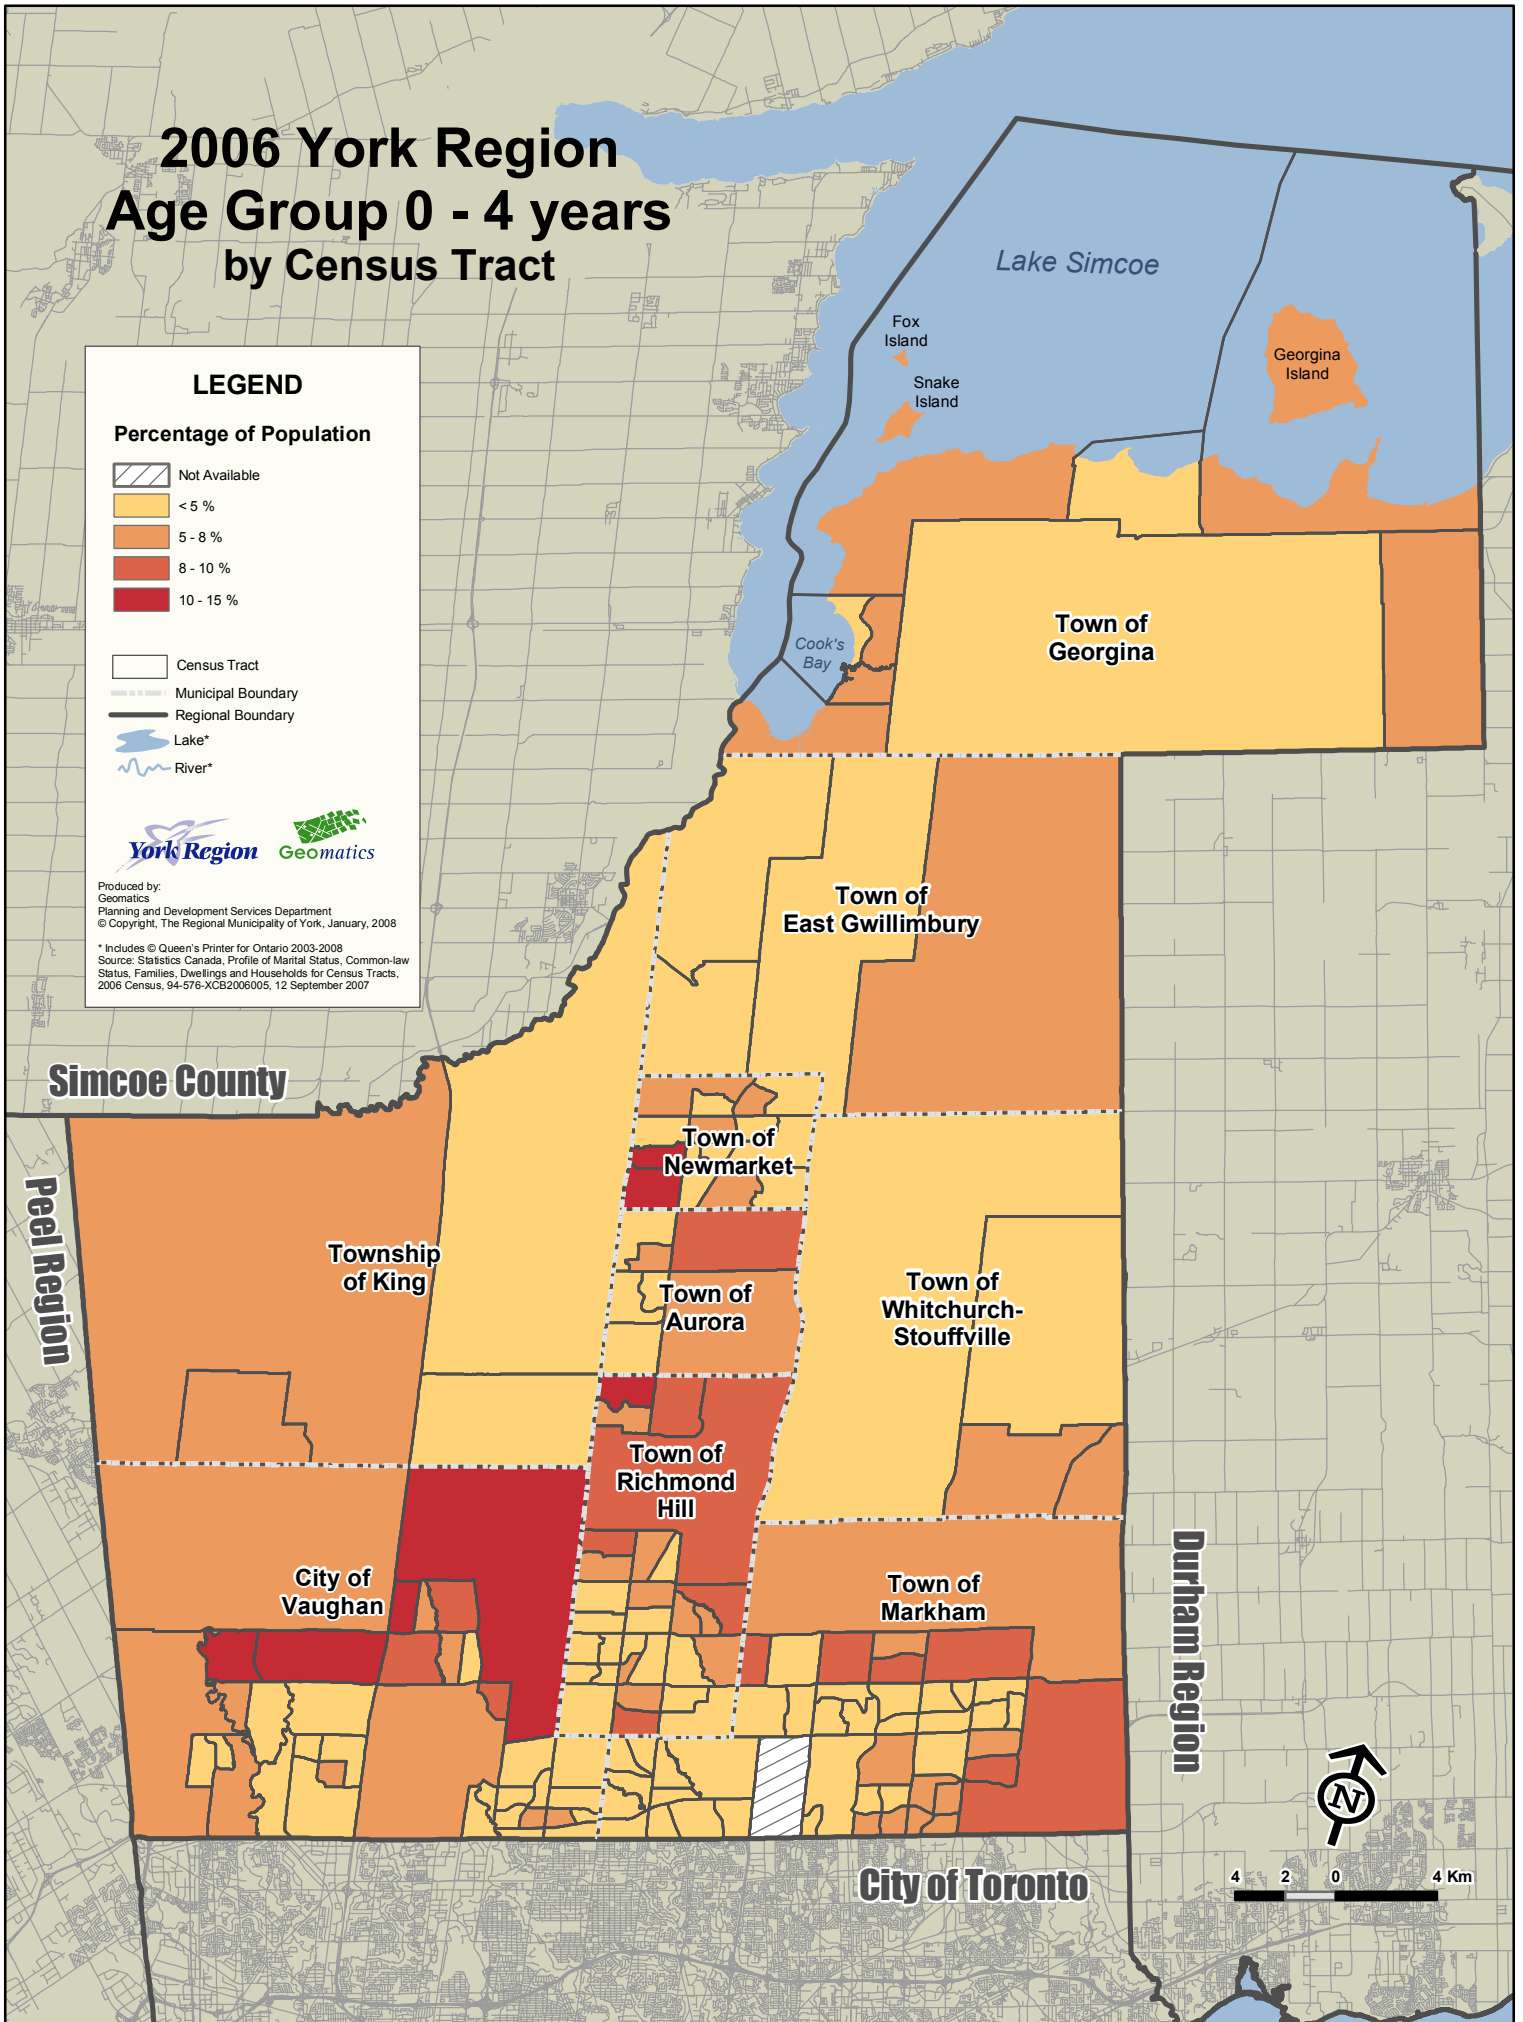 2006 York Region
Age Group 0 - 4 years
by Census Tract
Lake Simcoe
Fox
Island
Snake
Island
Georgina
Island
LEGEND
Percentage of Population
Not Available
< 5 %
5 - 8 %
8 - 10 %
10 - 15 %
Census Tract
Municipal Boundary
Regional Boundary
Lake*
River*
York Region
Geomatics
Produced by:
Geomatics
Planning and Development Services Department
© Copyright, The Regional Municipality of York, January, 2008
* Includes © Queen's Printer for Ontario 2003-2008
Source: Statistics Canada, Profile of Marital Status, Common-law
Status, Families, Dwellings and Households for Census Tracts,
2006 Census, 94-576-XCB2006005, 12 September 2007
Cook's
Bay
Town of
Georgina
Town of
East Gwillimbury
Simcoe County
Town of
Newmarket
Peel Region
Township
of King
Town of
Aurora
Town of
Whitchurch-
Stouffville
Town of
Richmond
Hill
City of
Vaughan
Town of
Markham
Durham Region
N
City of Toronto
4 2 0 4 Km